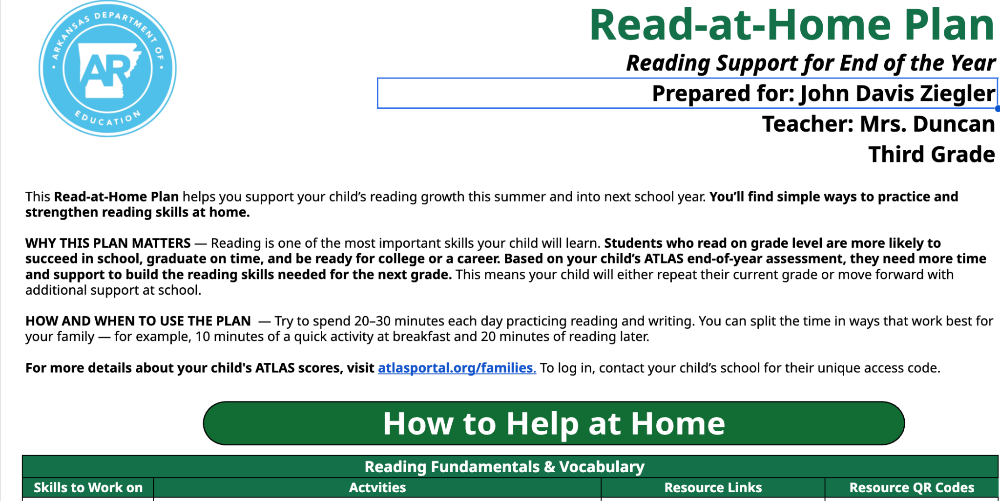 ARKANSAS DEPARTMENT OF
AR
EDUCATION
Read-at-Home Plan
Reading Support for End of the Year
Prepared for: John Davis Ziegler
Teacher: Mrs. Duncan
Third Grade
This Read-at-Home Plan helps you support your child’s reading growth this summer and into next school year. You’ll find simple ways to practice and
strengthen reading skills at home.
WHY THIS PLAN MATTERS — Reading is one of the most important skills your child will learn. Students who read on grade level are more likely to
succeed in school, graduate on time, and be ready for college or a career. Based on your child’s ATLAS end-of-year assessment, they need more time
and support to build the reading skills needed for the next grade. This means your child will either repeat their current grade or move forward with
additional support at school.
HOW AND WHEN TO USE THE PLAN — Try to spend 20–30 minutes each day practicing reading and writing. You can split the time in ways that work best for
your family — for example, 10 minutes of a quick activity at breakfast and 20 minutes of reading later.
For more details about your child's ATLAS scores, visit atlasportal.org/families. To log in, contact your child’s school for their unique access code.
How to Help at Home
Reading Fundamentals & Vocabulary
Skills to Work on Actvities Resource Links Resource QR Codes